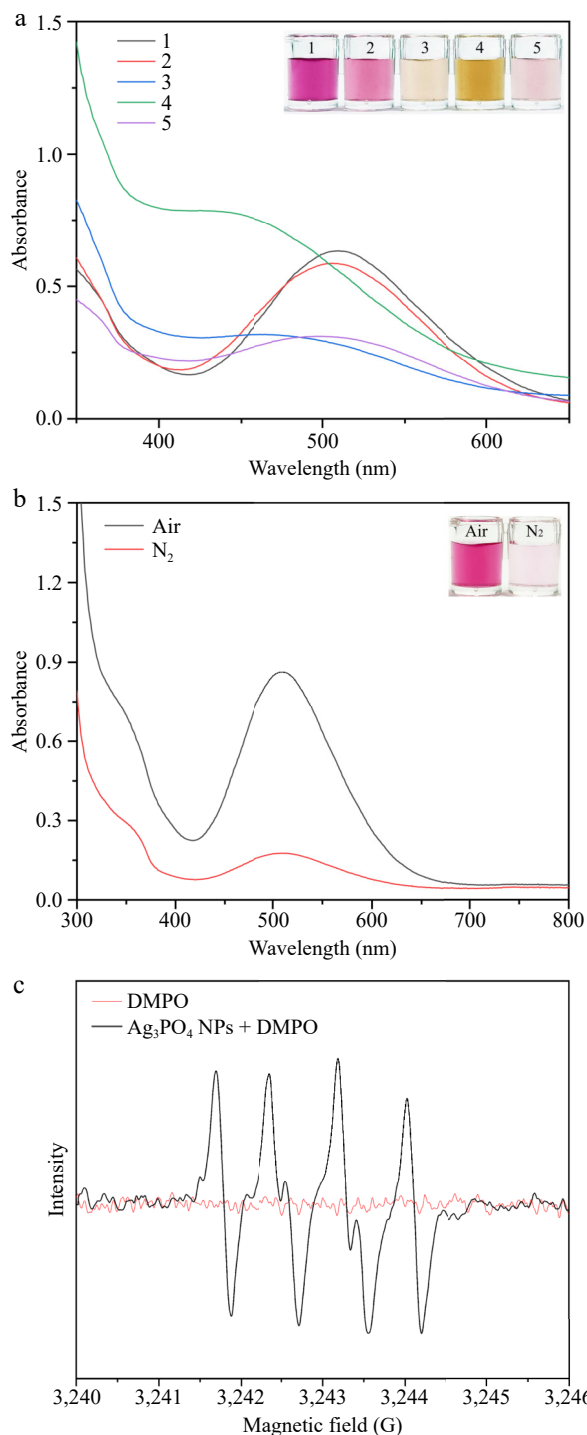 a
1.5
1.0
0.5
0.0
Absorbance
1
2
3
4
5
1 2 3 4 5
400 500 600
Wavelength (nm)
b
1.5
1.2
0.9
0.6
0.3
0.0
Absorbance
Air
N₂
Air N₂
300 400 500 600 700 800
Wavelength (nm)
c
DMPO
Ag₃PO₄ NPs + DMPO
Intensity
3,240 3,241 3,242 3,243 3,244 3,245 3,246
Magnetic field (G)